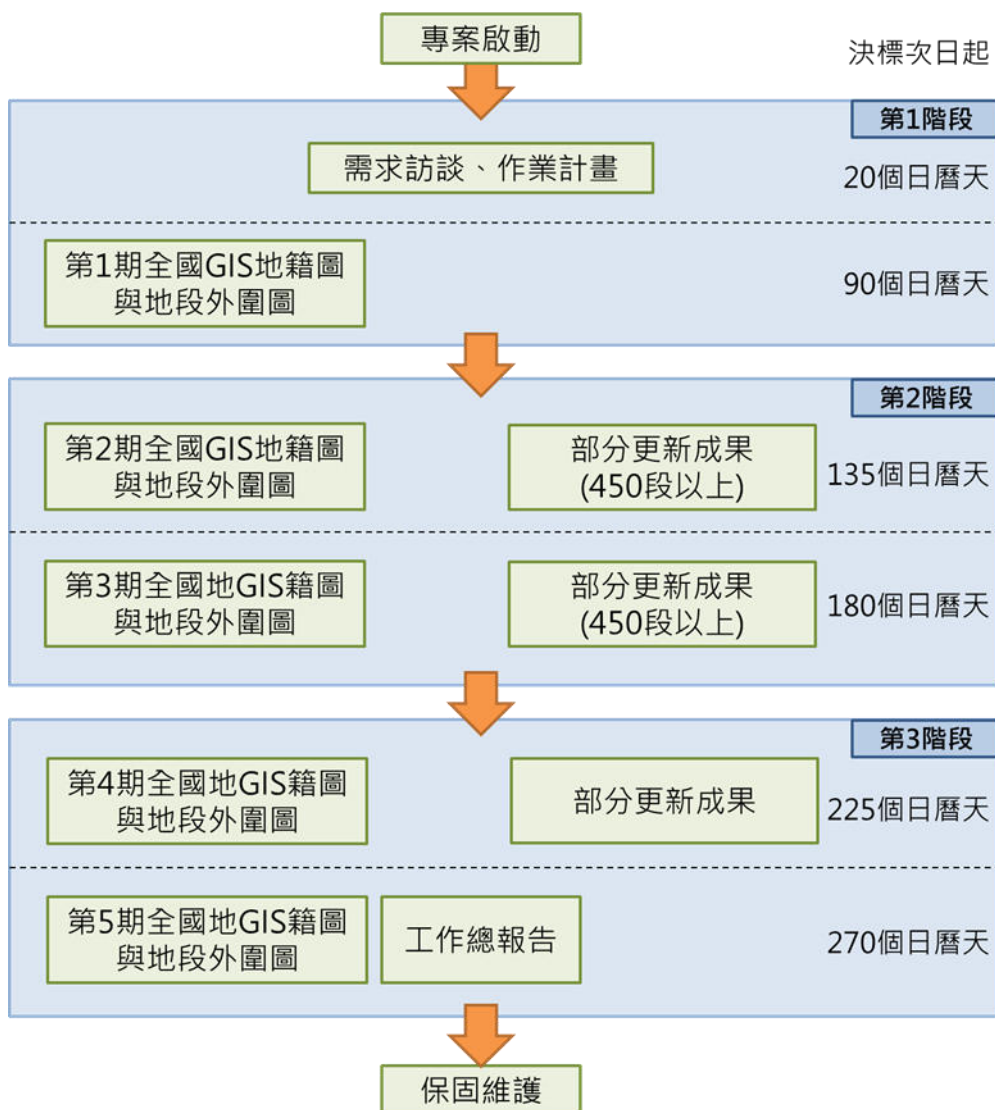 專案啟動
決標次日起
第1階段
需求訪談、作業計畫
20個日曆天
第1期全國GIS地籍圖
與地段外圍圖
90個日曆天
第2階段
第2期全國GIS地籍圖
與地段外圍圖
部分更新成果
(450段以上)
135個日曆天
第3期全國地GIS籍圖
與地段外圍圖
部分更新成果
(450段以上)
180個日曆天
第3階段
第4期全國地GIS籍圖
與地段外圍圖
部分更新成果
225個日曆天
第5期全國地GIS籍圖
與地段外圍圖
工作總報告
270個日曆天
保固維護